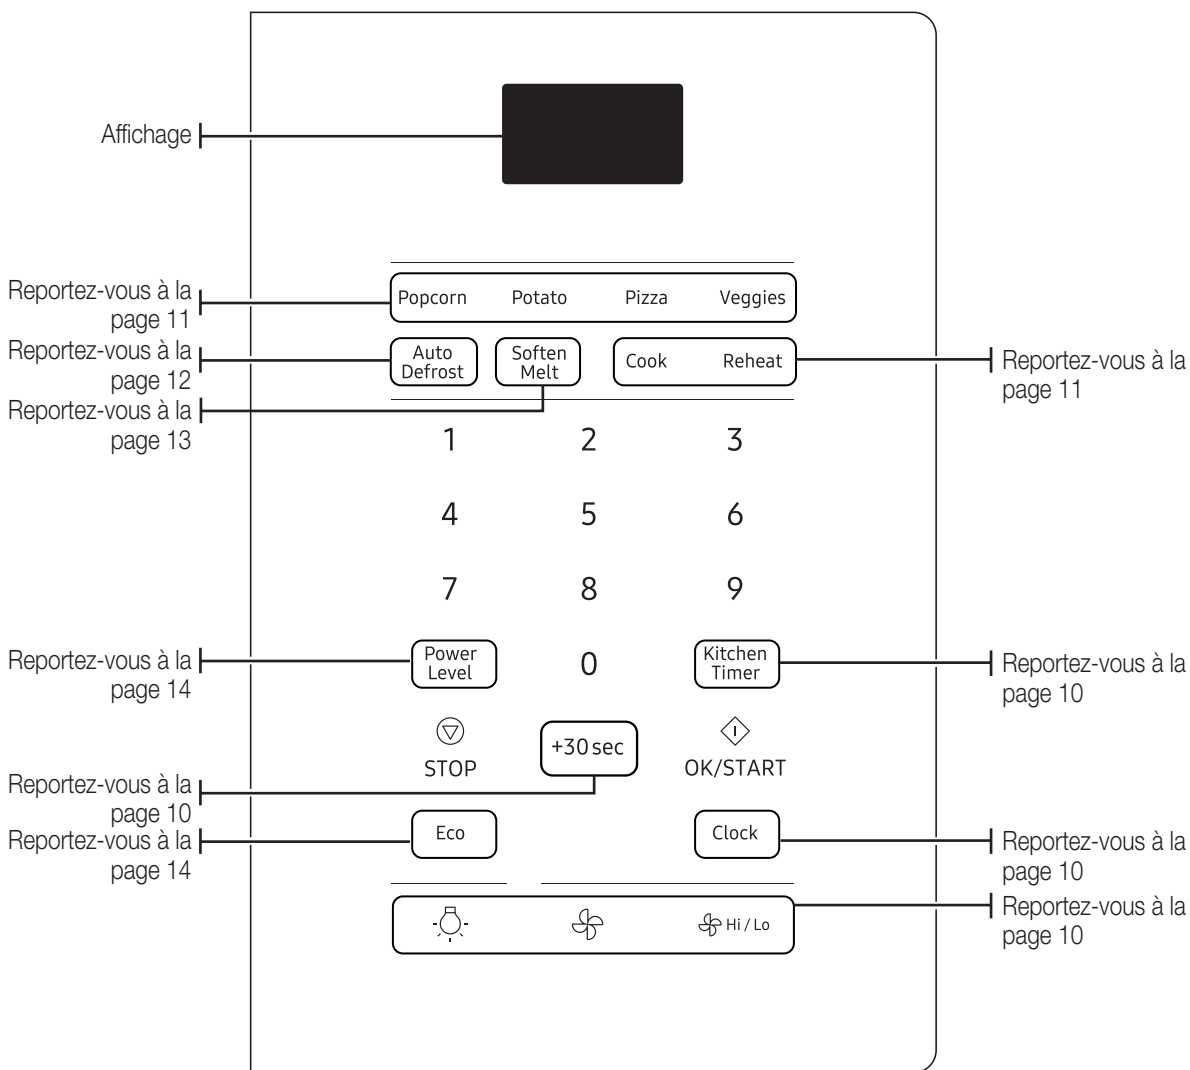 Affichage
Reportez-vous à la
page 11
Popcorn Potato Pizza Veggies
Reportez-vous à la
page 12
Auto
Defrost
Soften
Melt
Cook Reheat
Reportez-vous à la
page 11
Reportez-vous à la
page 13
1 2 3
4 5 6
7 8 9
Reportez-vous à la
page 14
Power
Level
0
Kitchen
Timer
Reportez-vous à la
page 10
STOP
+30 sec
OK/START
Reportez-vous à la
page 10
Reportez-vous à la
page 14
Eco
Clock
Reportez-vous à la
page 10
Hi / Lo
Reportez-vous à la
page 10